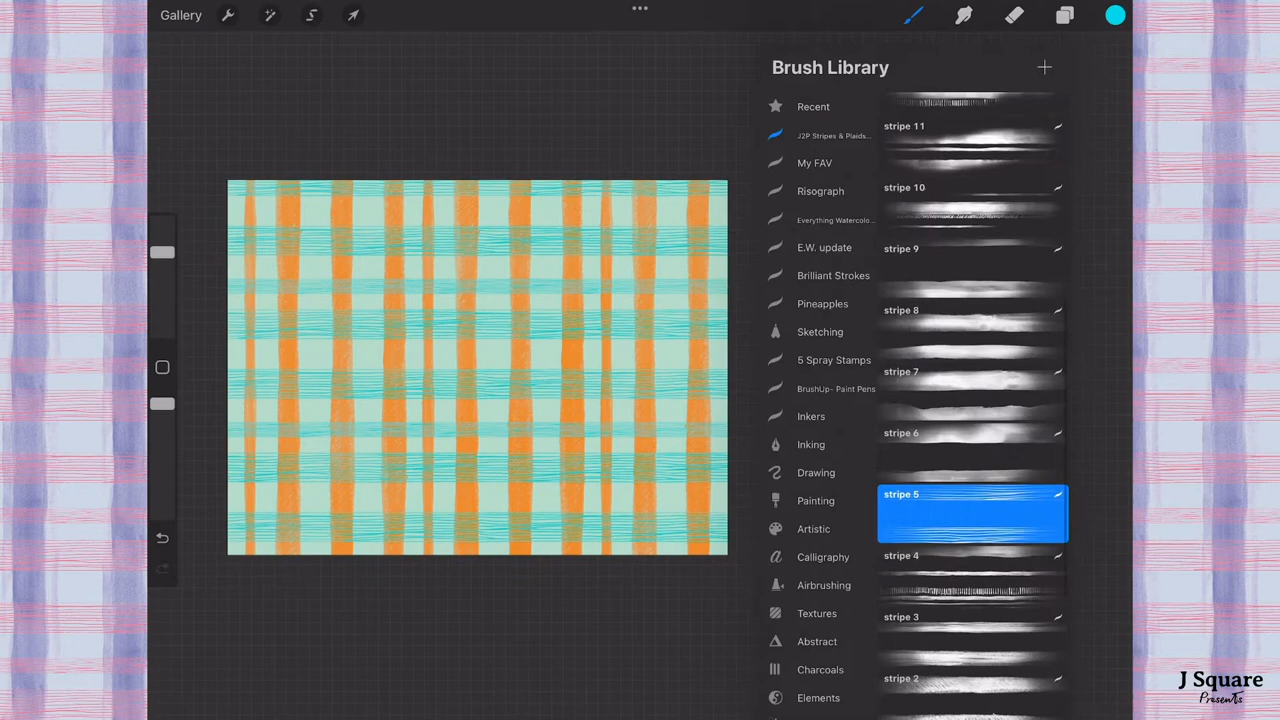 Gallery
Brush Library
Recent
J2P Stripes & Plaids...
My FAV
Risograph
Everything Watercolo...
E.W. update
Brilliant Strokes
Pineapples
Sketching
5 Spray Stamps
BrushUp- Paint Pens
Inkers
Inking
Drawing
Painting
Artistic
Calligraphy
Airbrushing
Textures
Abstract
Charcoals
Elements
stripe 11
stripe 10
stripe 9
stripe 8
stripe 7
stripe 6
stripe 5
stripe 4
stripe 3
stripe 2
J Square
Presents